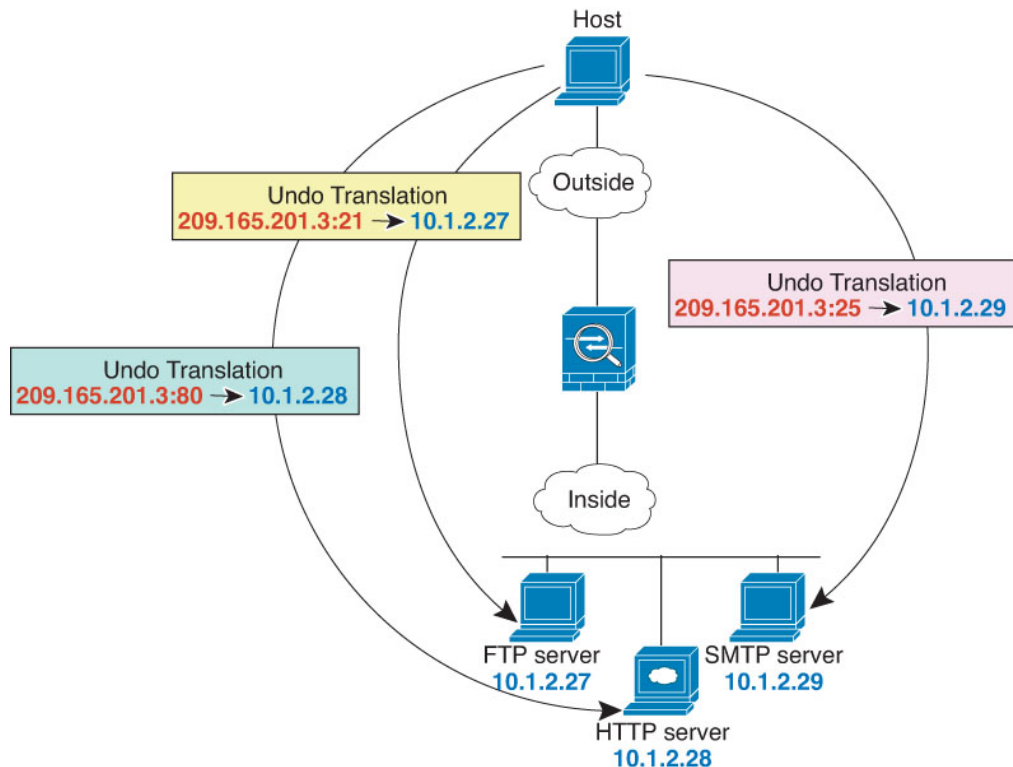 Host
Outside
Undo Translation
209.165.201.3:21 → 10.1.2.27
Undo Translation
209.165.201.3:25 → 10.1.2.29
Undo Translation
209.165.201.3:80 → 10.1.2.28
Inside
FTP server
10.1.2.27
SMTP server
10.1.2.29
HTTP server
10.1.2.28